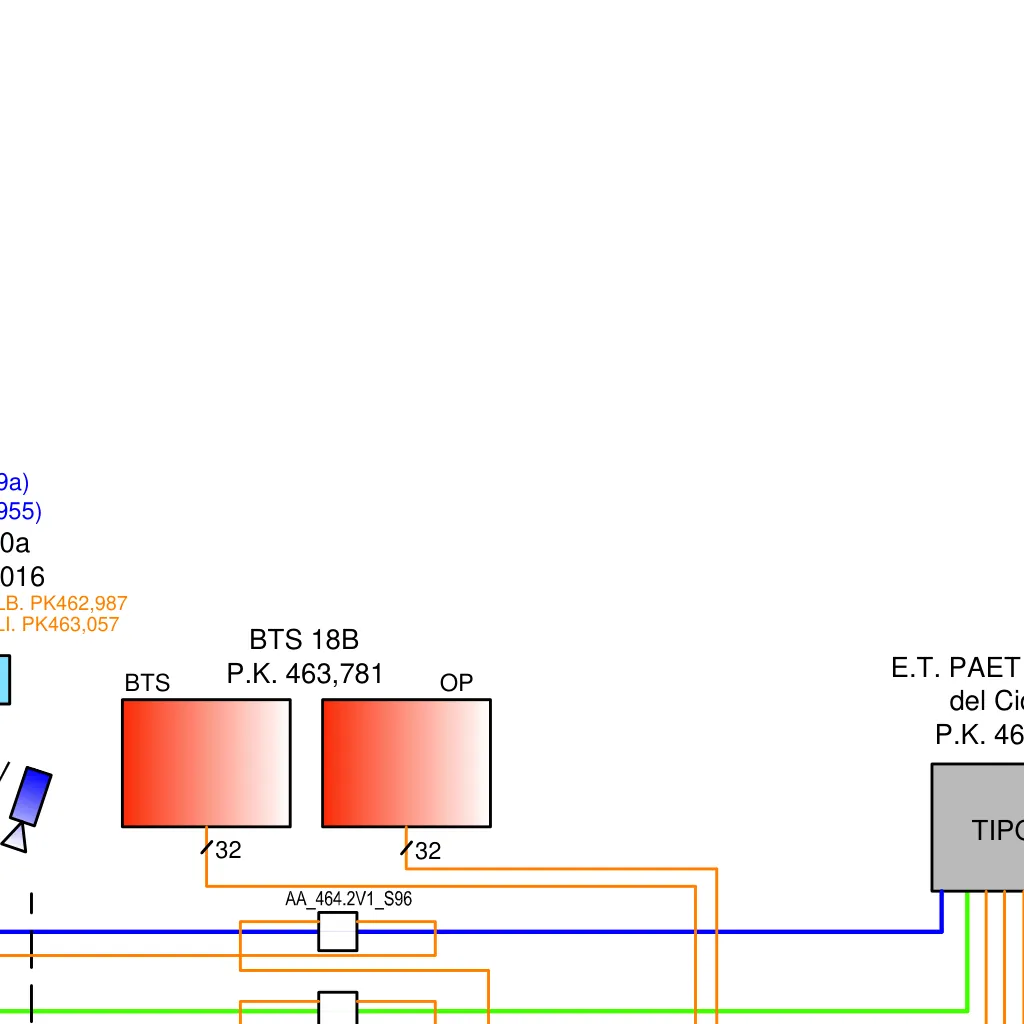 9a)
955)
0a
016
LB. PK462,987
LI. PK463,057
BTS 18B
P.K. 463,781
BTS
OP
E.T. PAET
del
P.K. 46
TIPO
32
32
AA_464.2V1_S96